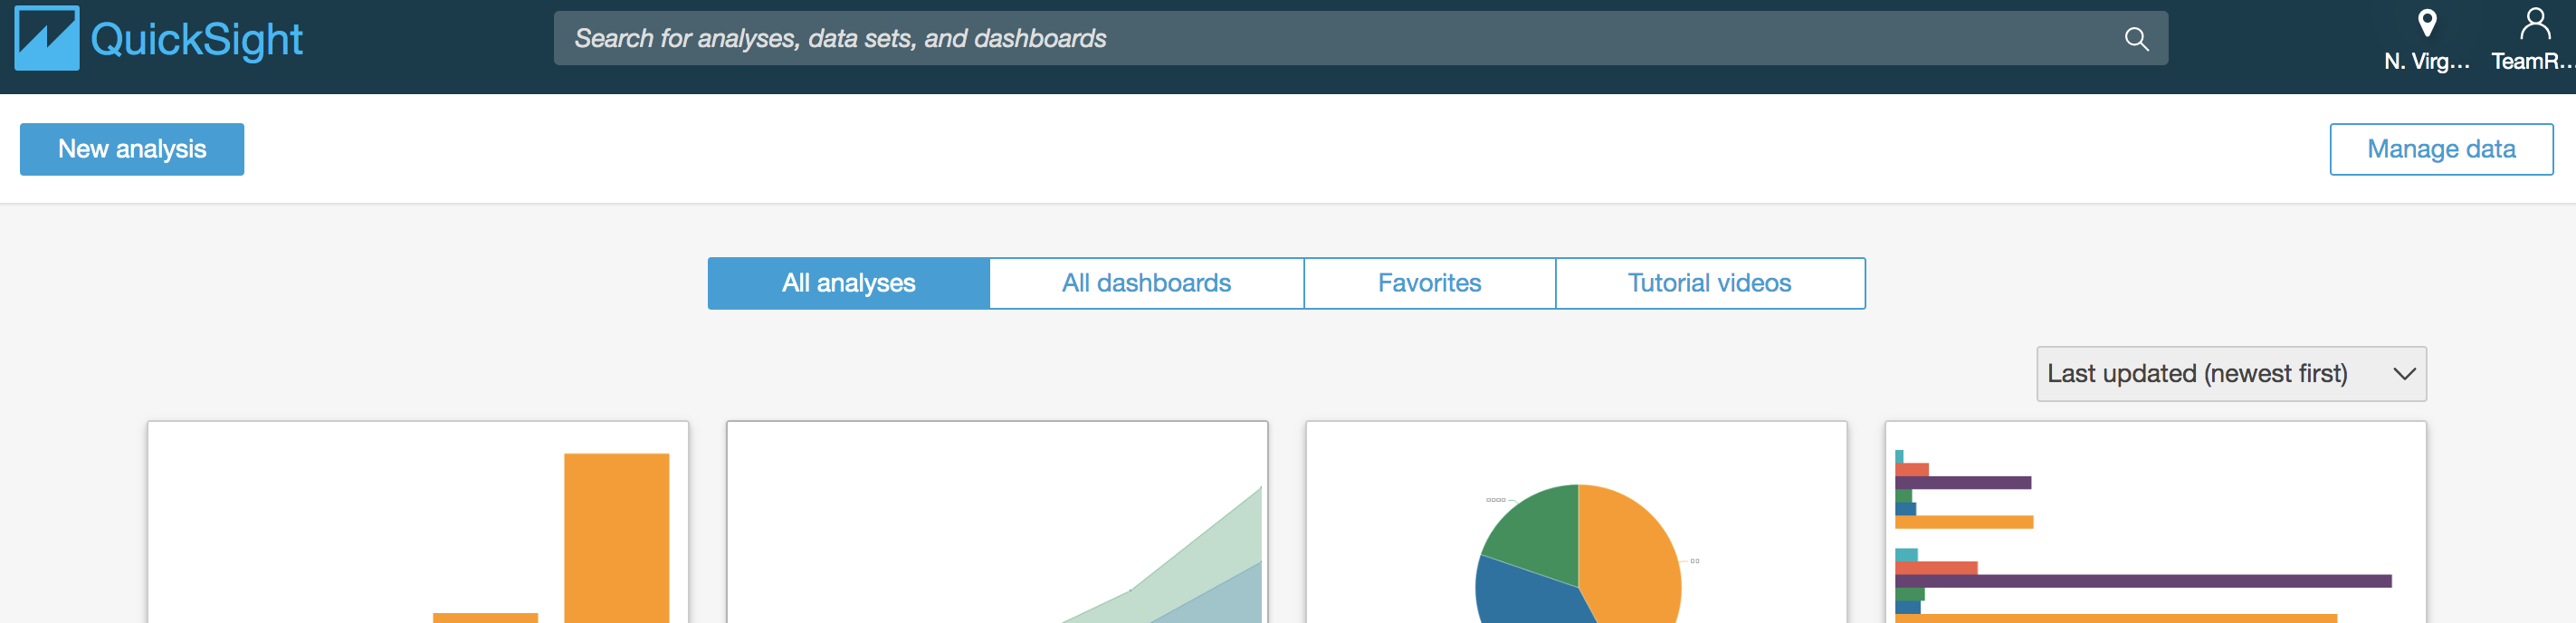 QuickSight
Search for analyses, data sets, and dashboards
N. Virg...
TeamR...
New analysis
Manage data
All analyses
All dashboards
Favorites
Tutorial videos
Last updated (newest first)